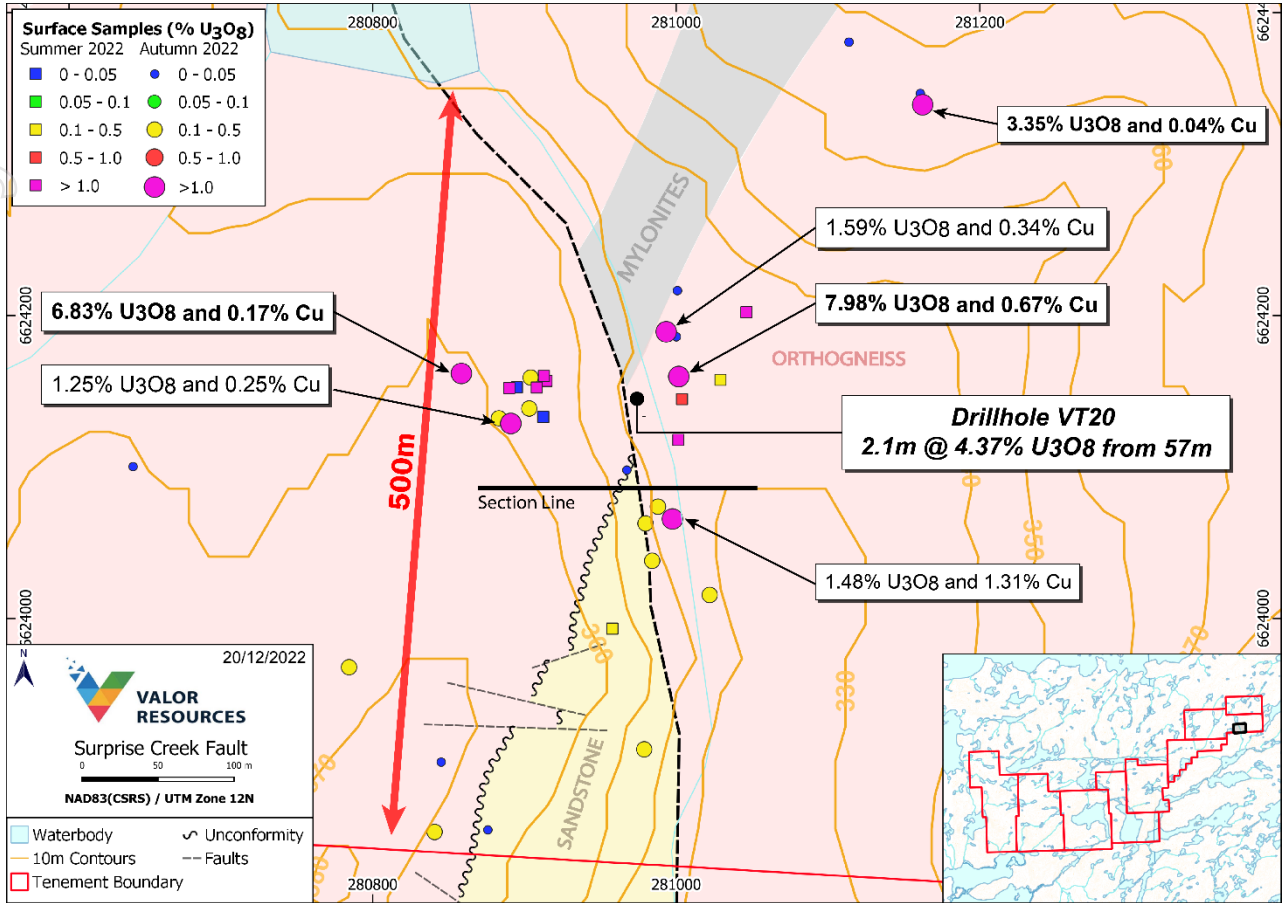 280800
281000
281200
662444
Surface Samples (% U3O8)
Summer 2022 Autumn 2022
0 - 0.05 0 - 0.05
0.05 - 0.1 0.05 - 0.1
0.1 - 0.5 0.1 - 0.5
0.5 - 1.0 0.5 - 1.0
> 1.0 >1.0
3.35% U3O8 and 0.04% Cu
360
MYLONITES
1.59% U3O8 and 0.34% Cu
6.83% U3O8 and 0.17% Cu
7.98% U3O8 and 0.67% Cu
6624200
6624200
ORTHOGNEISS
1.25% U3O8 and 0.25% Cu
Drillhole VT20
2.1m @ 4.37% U3O8 from 57m
500m
Section Line
350
1.48% U3O8 and 1.31% Cu
6624000
6624000
300
330
20/12/2022
N
VALOR
RESOURCES
Surprise Creek Fault
0 50 100 m
NAD83(CSRS) / UTM Zone 12N
SANDSTONE
Waterbody Unconformity
10m Contours Faults
Tenement Boundary
280800
281000